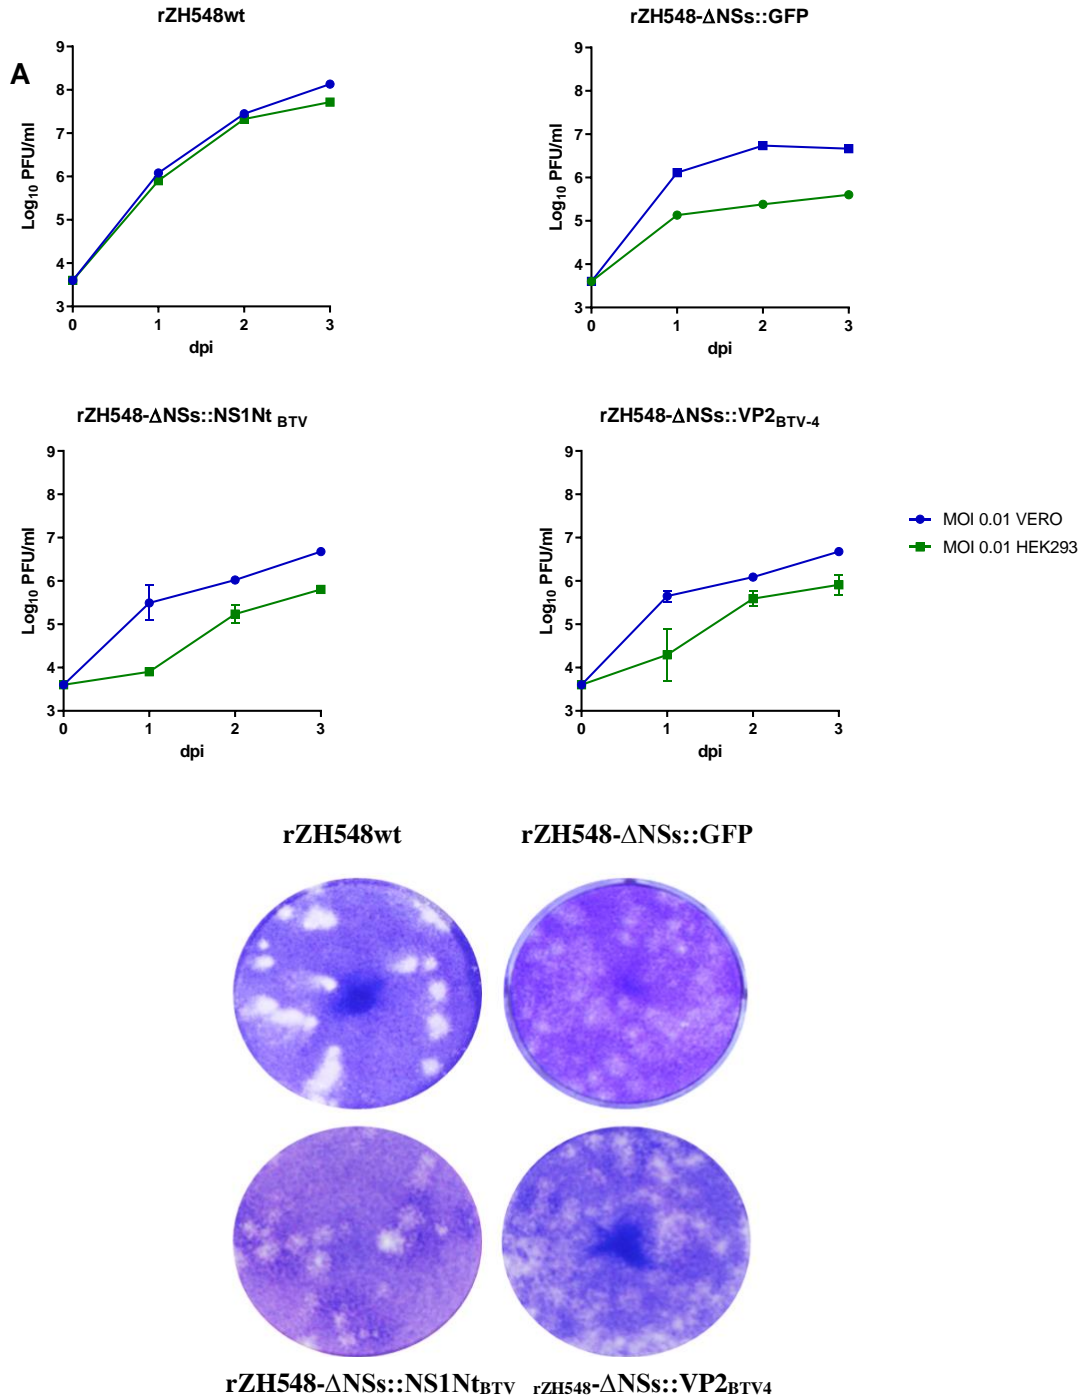 rZH548wt
rZH548-ΔNSs::GFP
A
9
8
7
6
5
4
3
Log10 PFU/ml
0 1 2 3
dpi
9
8
7
6
5
4
3
Log10 PFU/ml
0 1 2 3
dpi
rZH548-ΔNSs::NS1Nt BTV
rZH548-ΔNSs::VP2BTV-4
9
8
7
6
5
4
3
Log10 PFU/ml
0 1 2 3
dpi
9
8
7
6
5
4
3
Log10 PFU/ml
0 1 2 3
dpi
MOI 0.01 VERO
MOI 0.01 HEK293
rZH548wt
rZH548-ΔNSs::GFP
rZH548-ΔNSs::NS1NtBTV
rZH548-ΔNSs::VP2BTV4